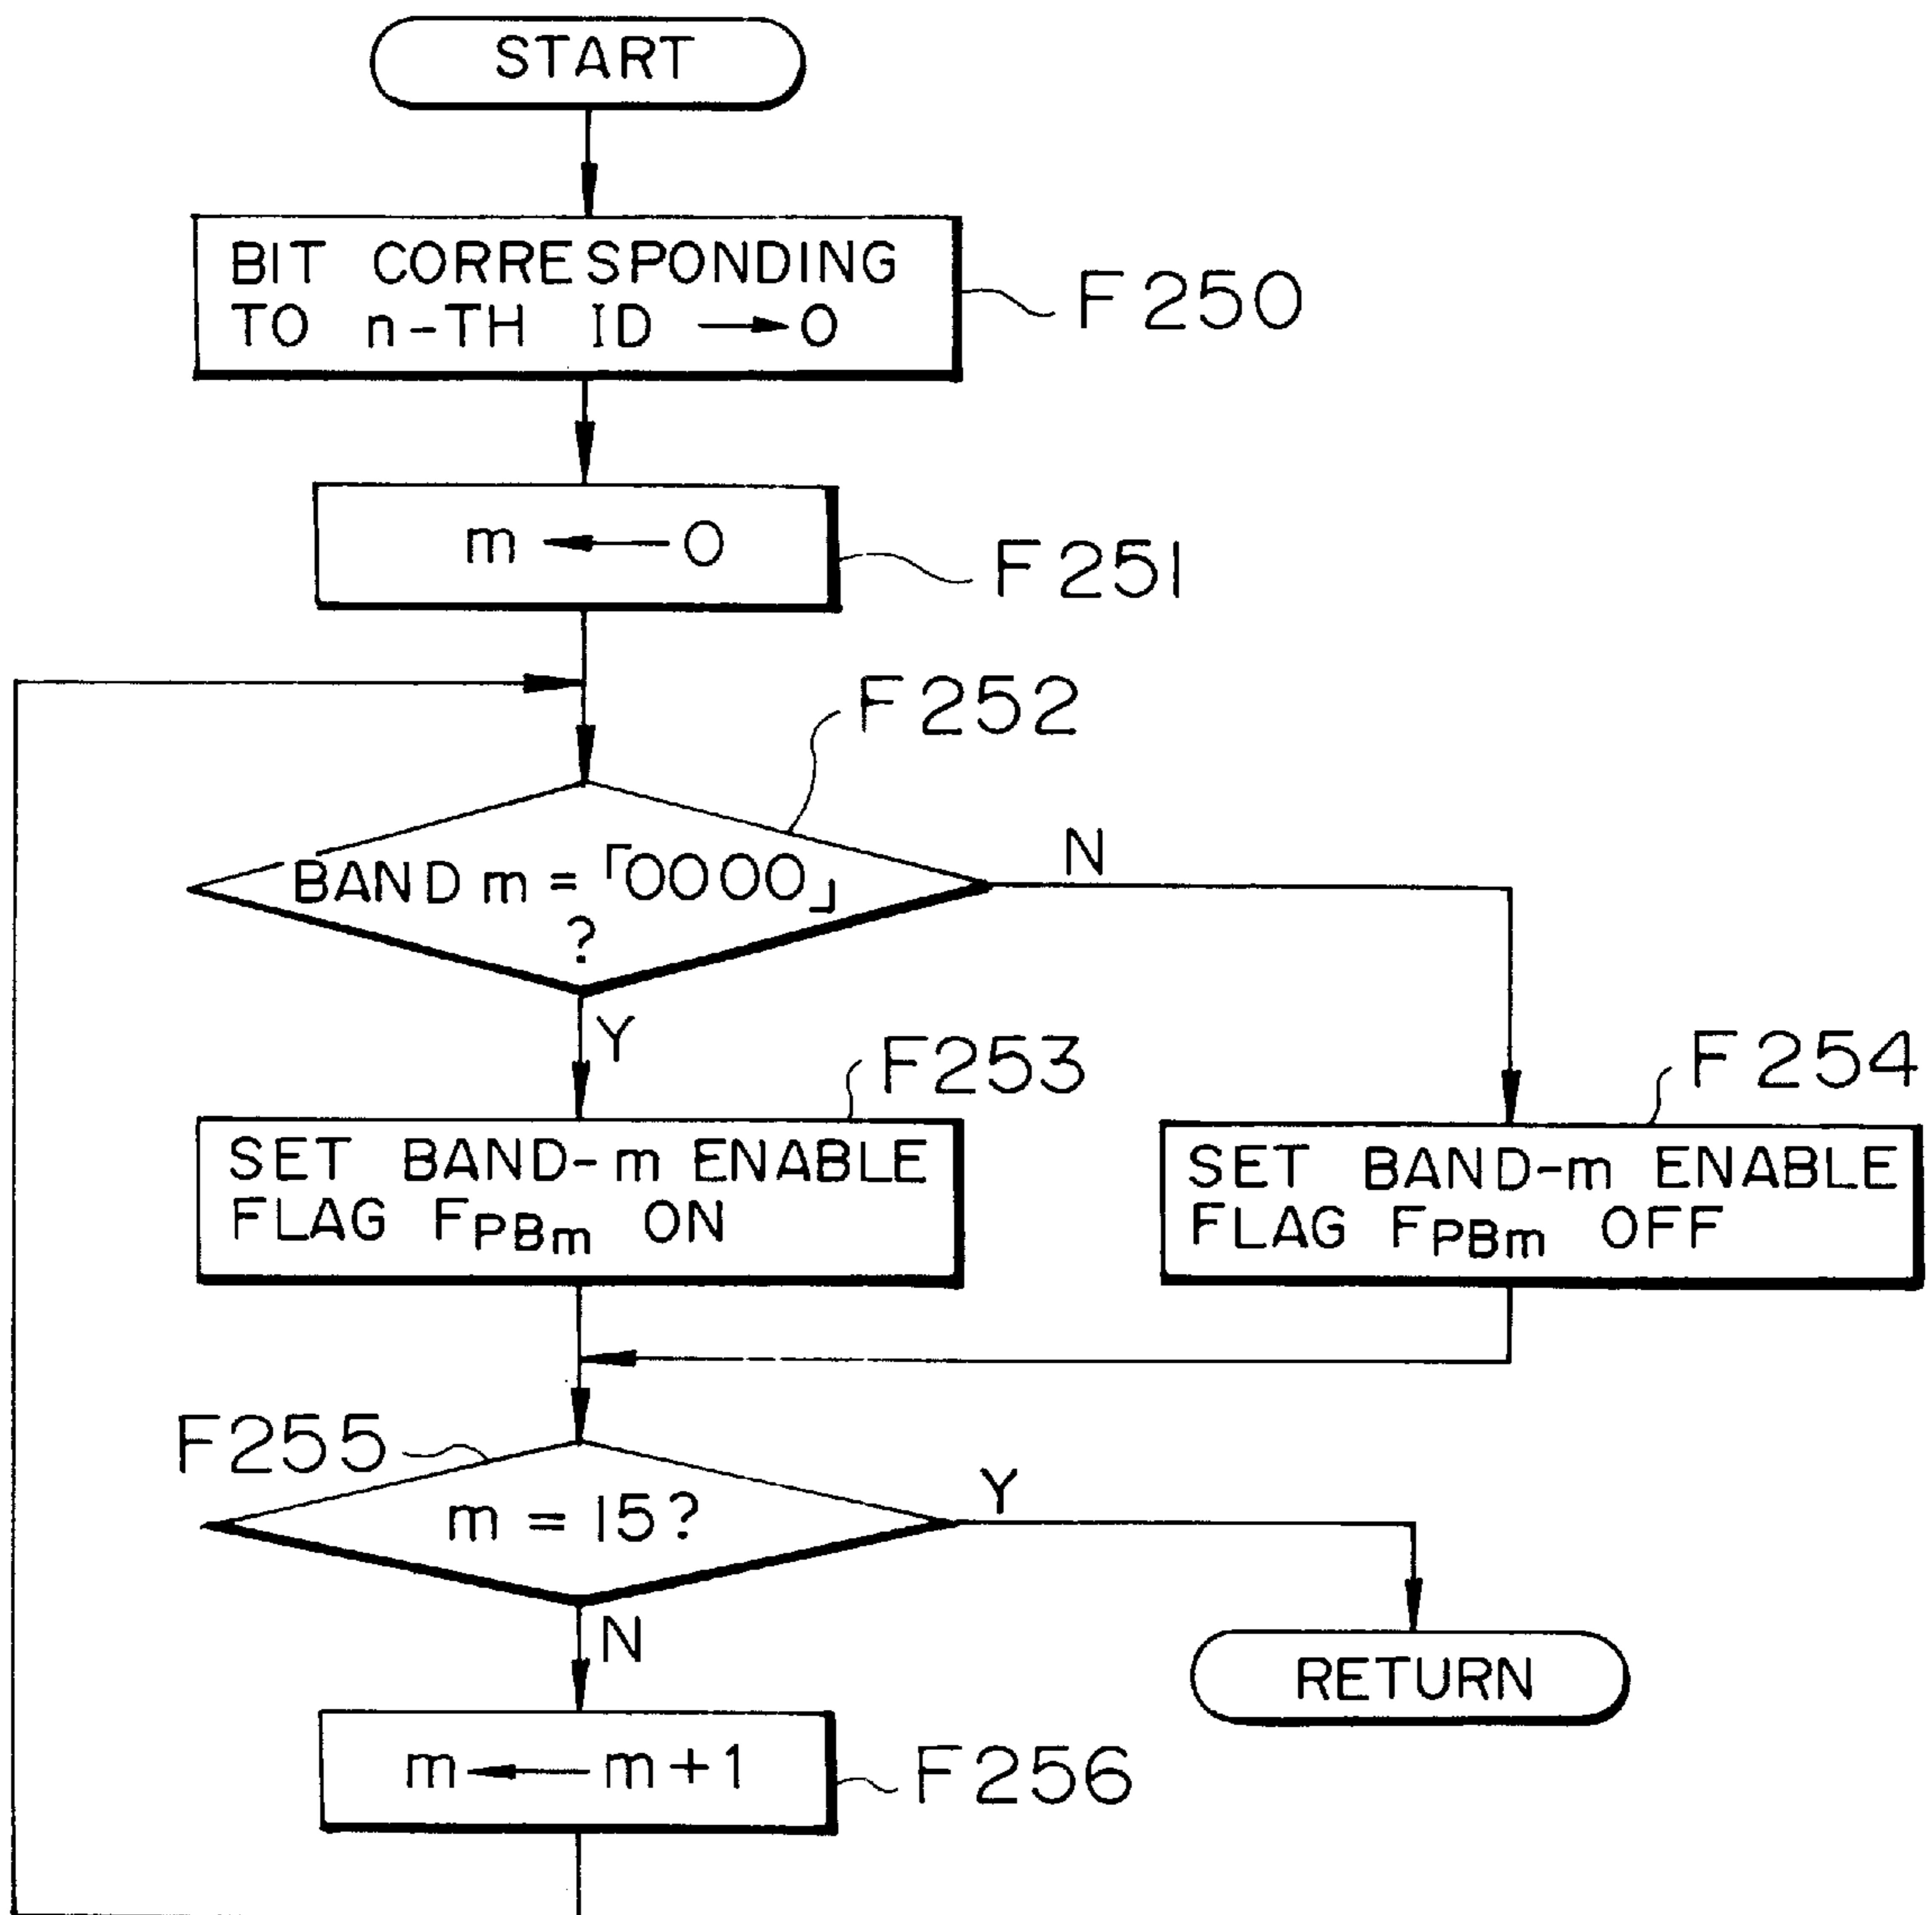 START
BIT CORRESPONDING
TO n-TH ID → 0
F250
m ← 0
F251
F252
BAND m = ｢0000｣
?
N
Y
F253
F254
SET BAND-m ENABLE
FLAG FPBm ON
SET BAND-m ENABLE
FLAG FPBm OFF
F255
m = 15?
Y
N
RETURN
m ← m+1
F256